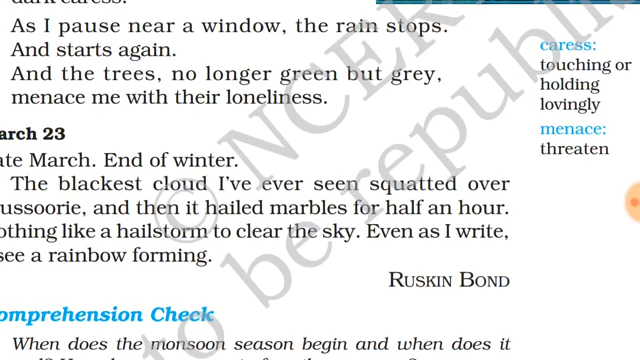 dark caress.
As I pause near a window, the rain stops.
And starts again.
And the trees, no longer green but grey,
menace me with their loneliness.
arch 23
ate March. End of winter.
The blackest cloud I've ever seen squatted over
ussoorie, and then it hailed marbles for half an hour.
othing like a hailstorm to clear the sky. Even as I write,
see a rainbow forming.
RUSKIN BOND
omprehension Check
When does the monsoon season begin and when does it
caress:
touching or
holding
lovingly
menace:
threaten
© NCER
to be republi